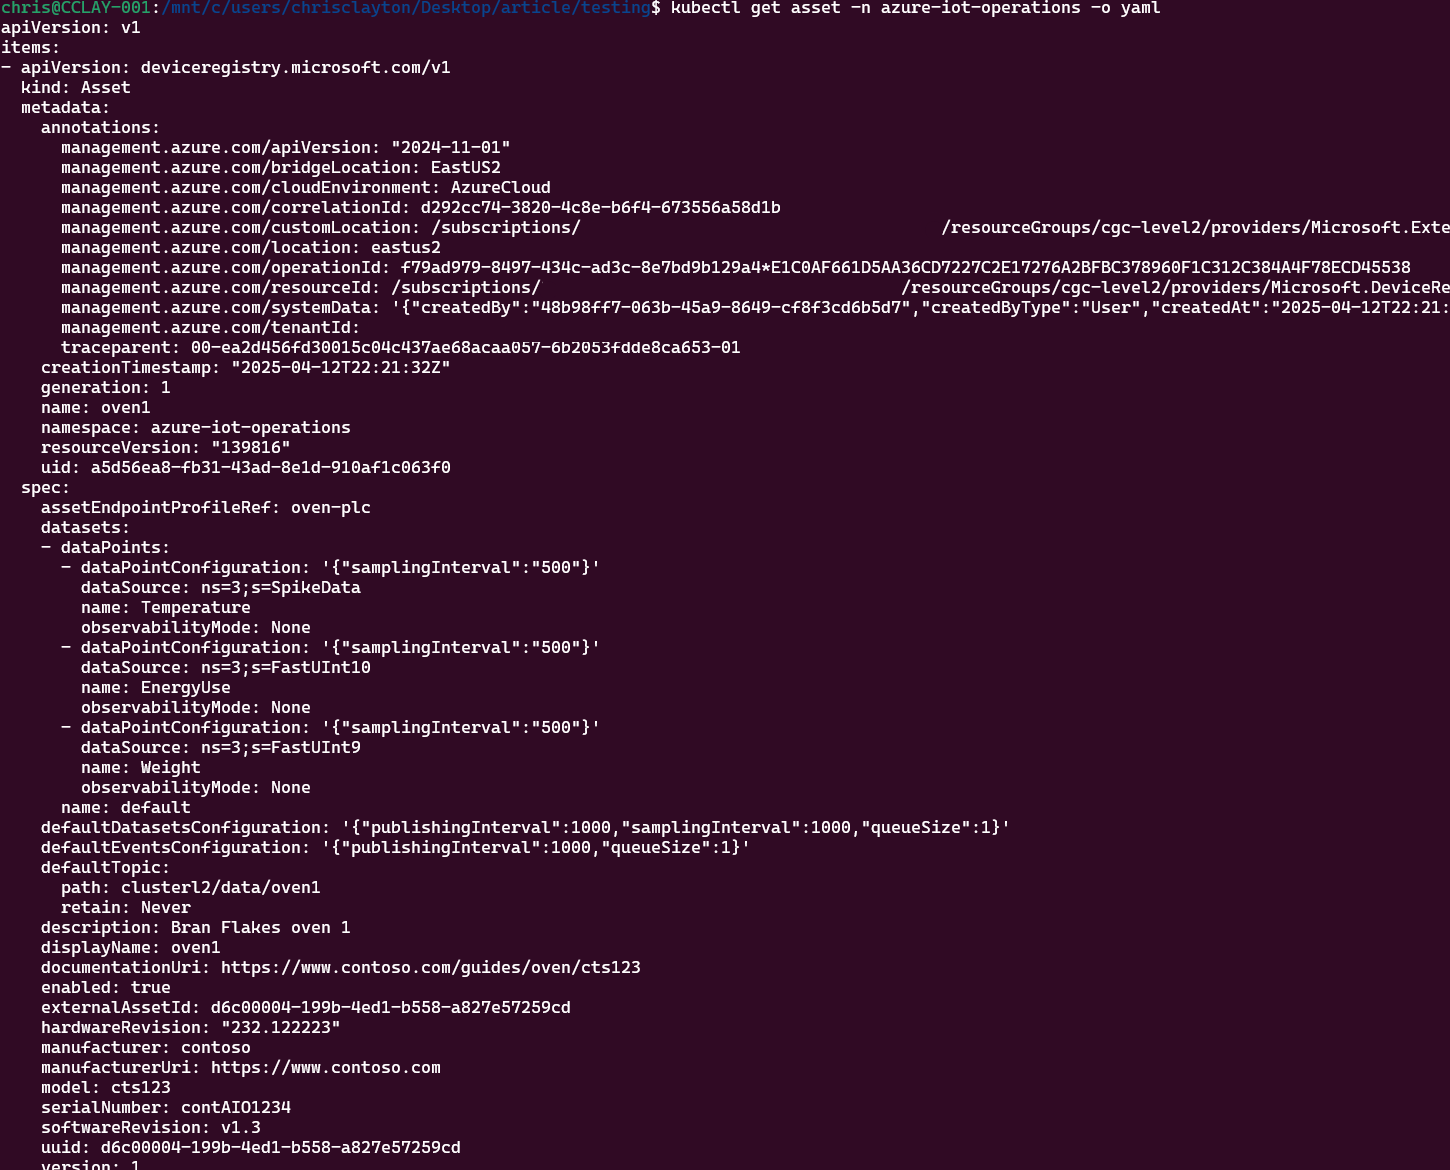 chris@CCLAY-001:/mnt/c/users/chrisclayton/Desktop/article/testing$ kubectl get asset -n azure-iot-operations -o yaml
apiVersion: v1
items:
- apiVersion: deviceregistry.microsoft.com/v1
  kind: Asset
  metadata:
    annotations:
      management.azure.com/apiVersion: "2024-11-01"
      management.azure.com/bridgeLocation: EastUS2
      management.azure.com/cloudEnvironment: AzureCloud
      management.azure.com/correlationId: d292cc74-3820-4c8e-b6f4-673556a58d1b
      management.azure.com/customLocation: /subscriptions/ /resourceGroups/cgc-level2/providers/Microsoft.Exte
      management.azure.com/location: eastus2
      management.azure.com/operationId: f79ad979-8497-434c-ad3c-8e7bd9b129a4*E1C0AF661D5AA36CD7227C2E17276A2BFBC378960F1C312C384A4F78ECD45538
      management.azure.com/resourceId: /subscriptions/ /resourceGroups/cgc-level2/providers/Microsoft.DeviceRe
      management.azure.com/systemData: '{"createdBy":"48b98ff7-063b-45a9-8649-cf8f3cd6b5d7","createdByType":"User","createdAt":"2025-04-12T22:21:
      management.azure.com/tenantId:
      traceparent: 00-ea2d456fd30015c04c437ae68acaa057-6b2053fdde8ca653-01
    creationTimestamp: "2025-04-12T22:21:32Z"
    generation: 1
    name: oven1
    namespace: azure-iot-operations
    resourceVersion: "139816"
    uid: a5d56ea8-fb31-43ad-8e1d-910af1c063f0
  spec:
    assetEndpointProfileRef: oven-plc
    datasets:
    - dataPoints:
      - dataPointConfiguration: '{"samplingInterval":"500"}'
        dataSource: ns=3;s=SpikeData
        name: Temperature
        observabilityMode: None
      - dataPointConfiguration: '{"samplingInterval":"500"}'
        dataSource: ns=3;s=FastUInt10
        name: EnergyUse
        observabilityMode: None
      - dataPointConfiguration: '{"samplingInterval":"500"}'
        dataSource: ns=3;s=FastUInt9
        name: Weight
        observabilityMode: None
      name: default
    defaultDatasetsConfiguration: '{"publishingInterval":1000,"samplingInterval":1000,"queueSize":1}'
    defaultEventsConfiguration: '{"publishingInterval":1000,"queueSize":1}'
    defaultTopic:
      path: clusterl2/data/oven1
      retain: Never
    description: Bran Flakes oven 1
    displayName: oven1
    documentationUri: https://www.contoso.com/guides/oven/cts123
    enabled: true
    externalAssetId: d6c00004-199b-4ed1-b558-a827e57259cd
    hardwareRevision: "232.122223"
    manufacturer: contoso
    manufacturerUri: https://www.contoso.com
    model: cts123
    serialNumber: contAIO1234
    softwareRevision: v1.3
    uuid: d6c00004-199b-4ed1-b558-a827e57259cd
    version: 1